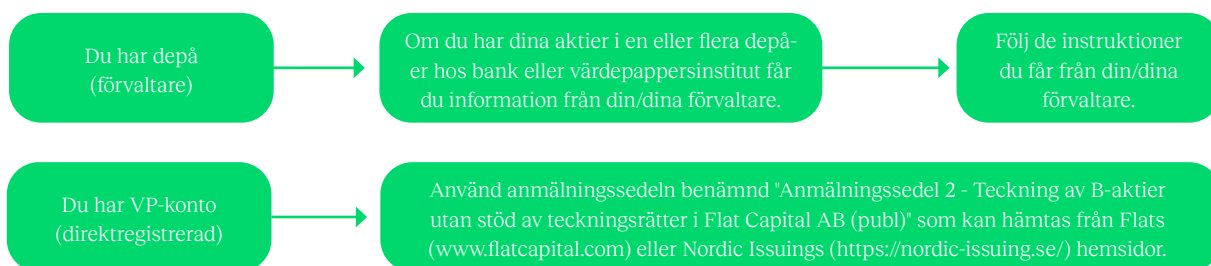 Du har depå
(förvaltare)
Om du har dina aktier i en eller flera depå-
er hos bank eller värdepappersinstitut får
du information från din/dina förvaltare.
Följ de instruktioner
du får från din/dina
förvaltare.
Du har VP-konto
(direktregistrerad)
Använd anmälningssedeln benämnd "Anmälningssedel 2 - Teckning av B-aktier
utan stöd av teckningsrätter i Flat Capital AB (publ)" som kan hämtas från Flats
(www.flatcapital.com) eller Nordic Issuings (https://nordic-issuing.se/) hemsidor.